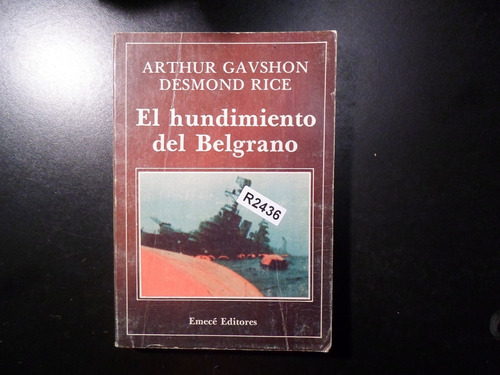 ARTHUR GAVSHON
DESMOND RICE
El hundimiento
del Belgrano
R2436
Emecé Editores